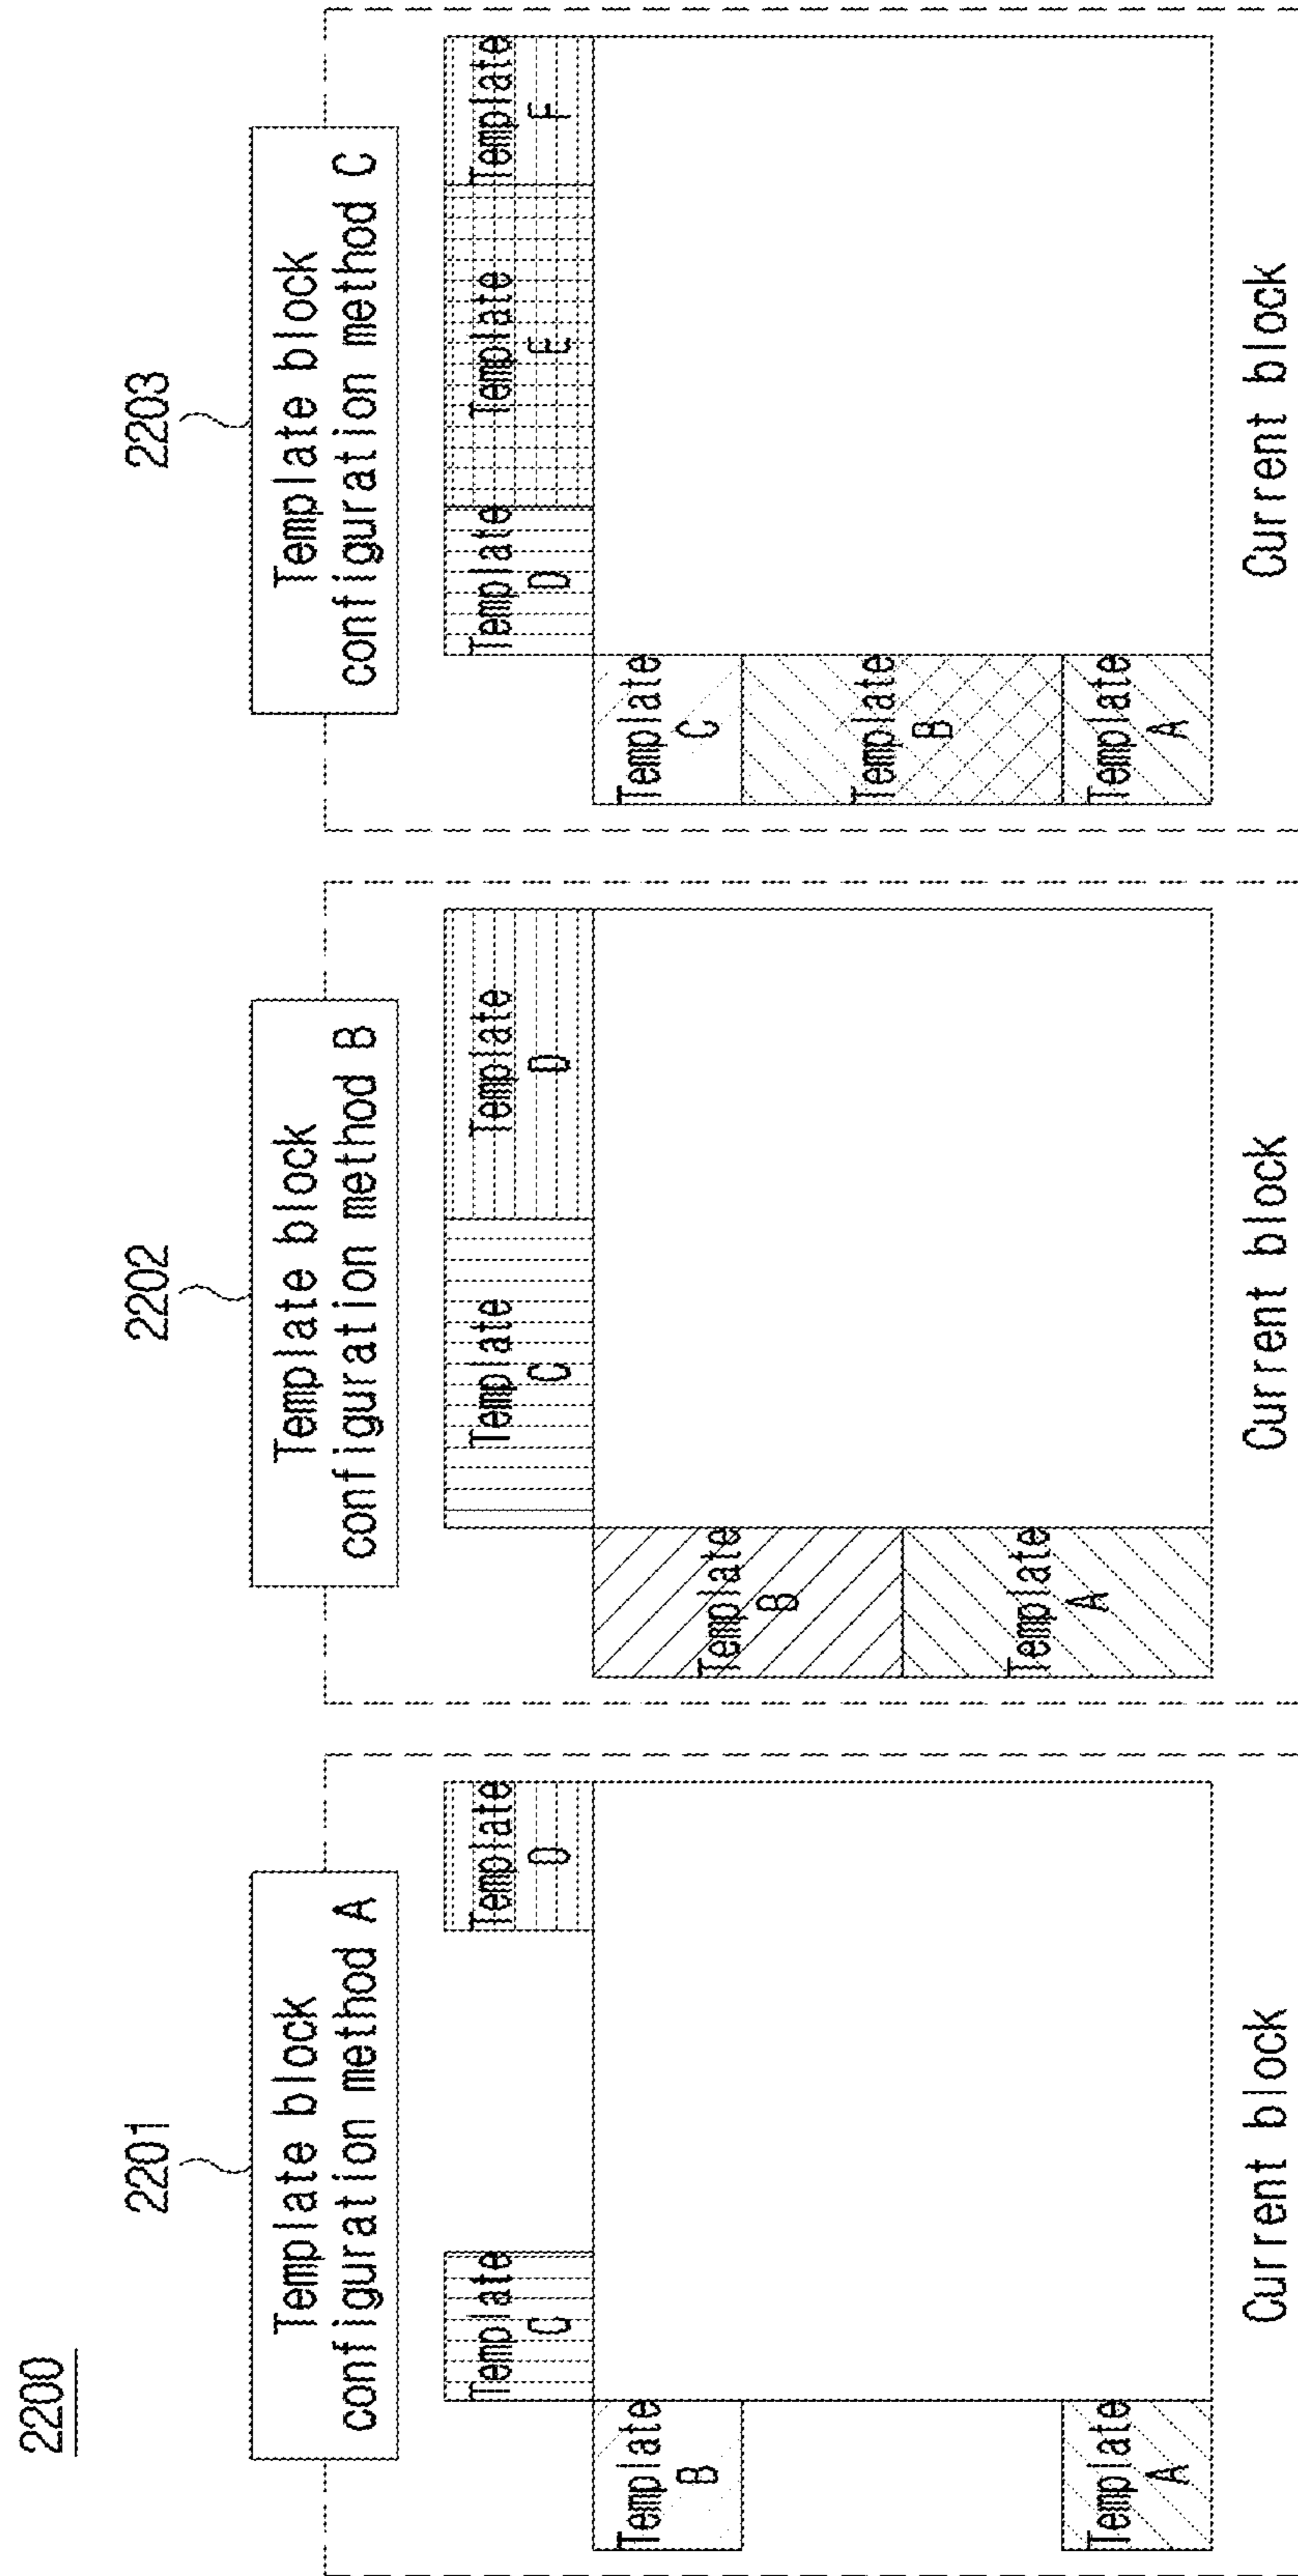 2200
2201
Template block
configuration method A
Template
B
Template
A
Template
C
Template
D
Current block
2202
Template block
configuration method B
Template
B
Template
A
Template
C
Template
D
Current block
2203
Template block
configuration method C
Template
C
Template
B
Template
A
Template
D
Template
E
Template
F
Current block